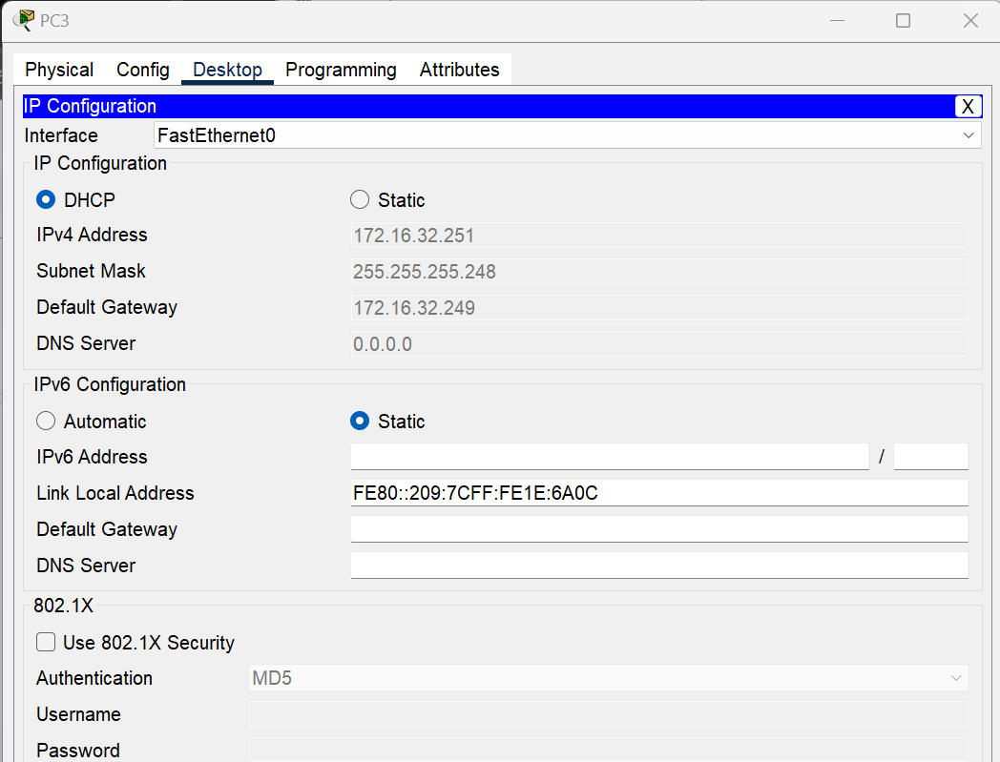 PC3
Physical Config Desktop Programming Attributes
IP Configuration X
Interface FastEthernet0
IP Configuration
DHCP Static
IPv4 Address 172.16.32.251
Subnet Mask 255.255.255.248
Default Gateway 172.16.32.249
DNS Server 0.0.0.0
IPv6 Configuration
Automatic Static
IPv6 Address /
Link Local Address FE80::209:7CFF:FE1E:6A0C
Default Gateway
DNS Server
802.1X
Use 802.1X Security
Authentication MD5
Username
Password